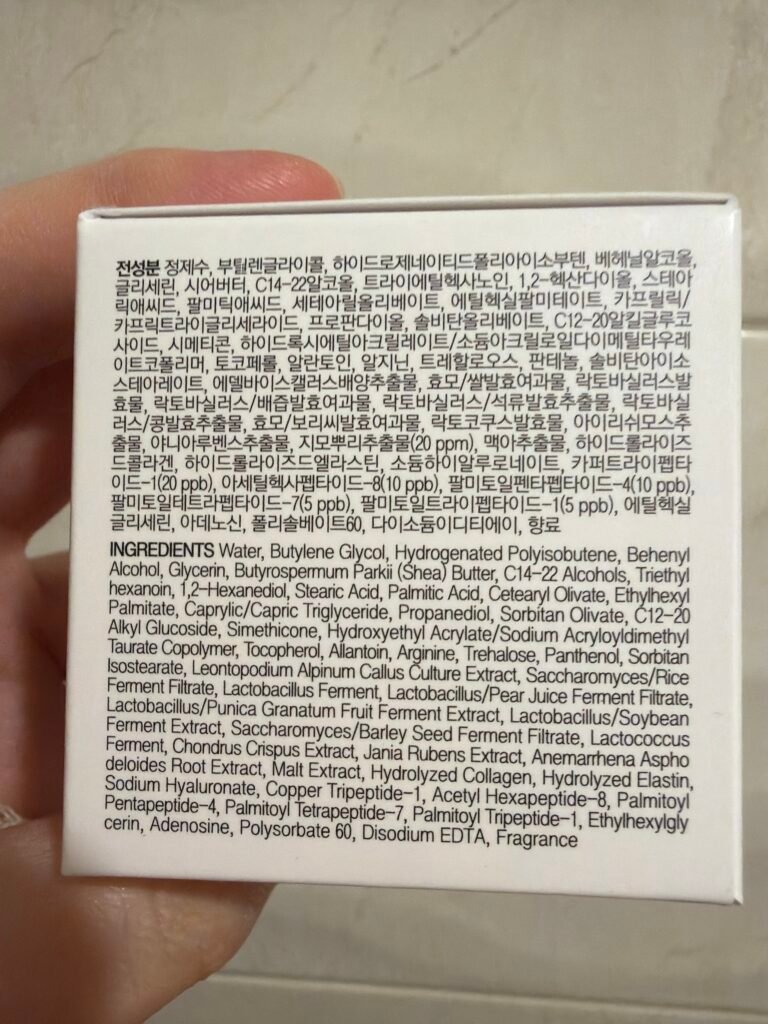 전성분 정제수, 부틸렌글라이콜, 하이드로제네이티드폴리아이소부텐, 베헤닐알코올,
글리세린, 시어버터, C14-22알코올, 트라이에틸헥사노인, 1,2-헥산다이올, 스테아
릭애씨드, 팔미틱애씨드, 세테아릴올리베이트, 에틸헥실팔미테이트, 카프릴릭/
카프릭트라이글리세라이드, 프로판다이올, 솔비탄올리베이트, C12-20알킬글루코
사이드, 시메티콘, 하이드록시에틸아크릴레이트/소듐아크릴로일다이메틸타우레
이트코폴리머, 토코페롤, 알란토인, 알지닌, 트레할로오스, 판테놀, 솔비탄아이소
스테아레이트, 에델바이스캘러스배양추출물, 효모/쌀발효여과물, 락토바실러스발
효물, 락토바실러스/배즙발효여과물, 락토바실러스/석류발효추출물, 락토바실
러스/콩발효추출물, 효모/보리씨발효여과물, 락토코쿠스발효물, 아이리쉬모스추
출물, 야니아루벤스추출물, 지모뿌리추출물(20 ppm), 맥아추출물, 하이드롤라이즈
드콜라겐, 하이드롤라이즈드엘라스틴, 소듐하이알루로네이트, 카퍼트라이펩타
이드-1(20 ppb), 아세틸헥사펩타이드-8(10 ppb), 팔미토일펜타펩타이드-4(10 ppb),
팔미토일테트라펩타이드-7(5 ppb), 팔미토일트라이펩타이드-1(5 ppb), 에틸헥실
글리세린, 아데노신, 폴리솔베이트60, 다이소듐이디티에이, 향료
INGREDIENTS Water, Butylene Glycol, Hydrogenated Polyisobutene, Behenyl
Alcohol, Glycerin, Butyrospermum Parkii (Shea) Butter, C14-22 Alcohols, Triethyl
hexanoin, 1,2-Hexanediol, Stearic Acid, Palmitic Acid, Cetearyl Olivate, Ethylhexyl
Palmitate, Caprylic/Capric Triglyceride, Propanediol, Sorbitan Olivate, C12-20
Alkyl Glucoside, Simethicone, Hydroxyethyl Acrylate/Sodium Acryloyldimethyl
Taurate Copolymer, Tocopherol, Allantoin, Arginine, Trehalose, Panthenol, Sorbitan
Isostearate, Leontopodium Alpinum Callus Culture Extract, Saccharomyces/Rice
Ferment Filtrate, Lactobacillus Ferment, Lactobacillus/Pear Juice Ferment Filtrate,
Lactobacillus/Punica Granatum Fruit Ferment Extract, Lactobacillus/Soybean
Ferment Extract, Saccharomyces/Barley Seed Ferment Filtrate, Lactococcus
Ferment, Chondrus Crispus Extract, Jania Rubens Extract, Anemarrhena Aspho
deloides Root Extract, Malt Extract, Hydrolyzed Collagen, Hydrolyzed Elastin,
Sodium Hyaluronate, Copper Tripeptide-1, Acetyl Hexapeptide-8, Palmitoyl
Pentapeptide-4, Palmitoyl Tetrapeptide-7, Palmitoyl Tripeptide-1, Ethylhexylgly
cerin, Adenosine, Polysorbate 60, Disodium EDTA, Fragrance